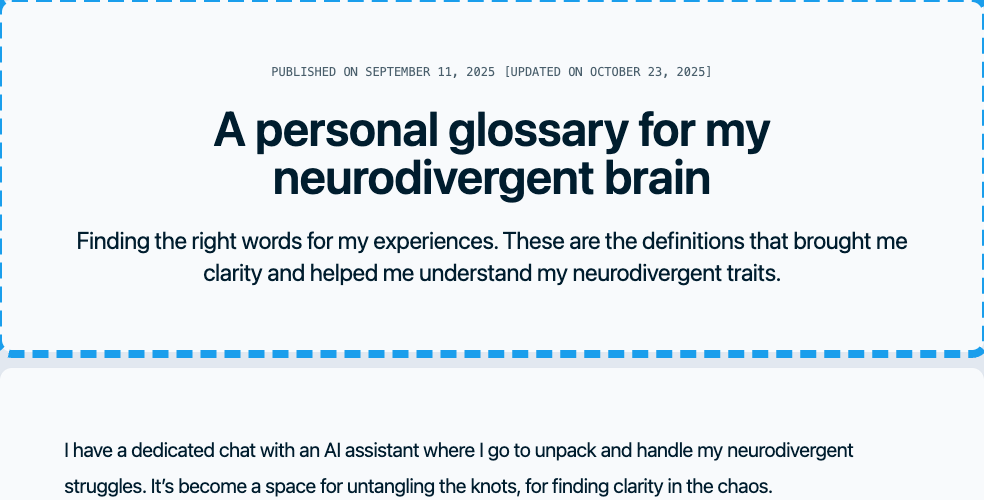 PUBLISHED ON SEPTEMBER 11, 2025 [UPDATED ON OCTOBER 23, 2025]
A personal glossary for my
neurodivergent brain
Finding the right words for my experiences. These are the definitions that brought me
clarity and helped me understand my neurodivergent traits.
I have a dedicated chat with an AI assistant where I go to unpack and handle my neurodivergent
struggles. It’s become a space for untangling the knots, for finding clarity in the chaos.